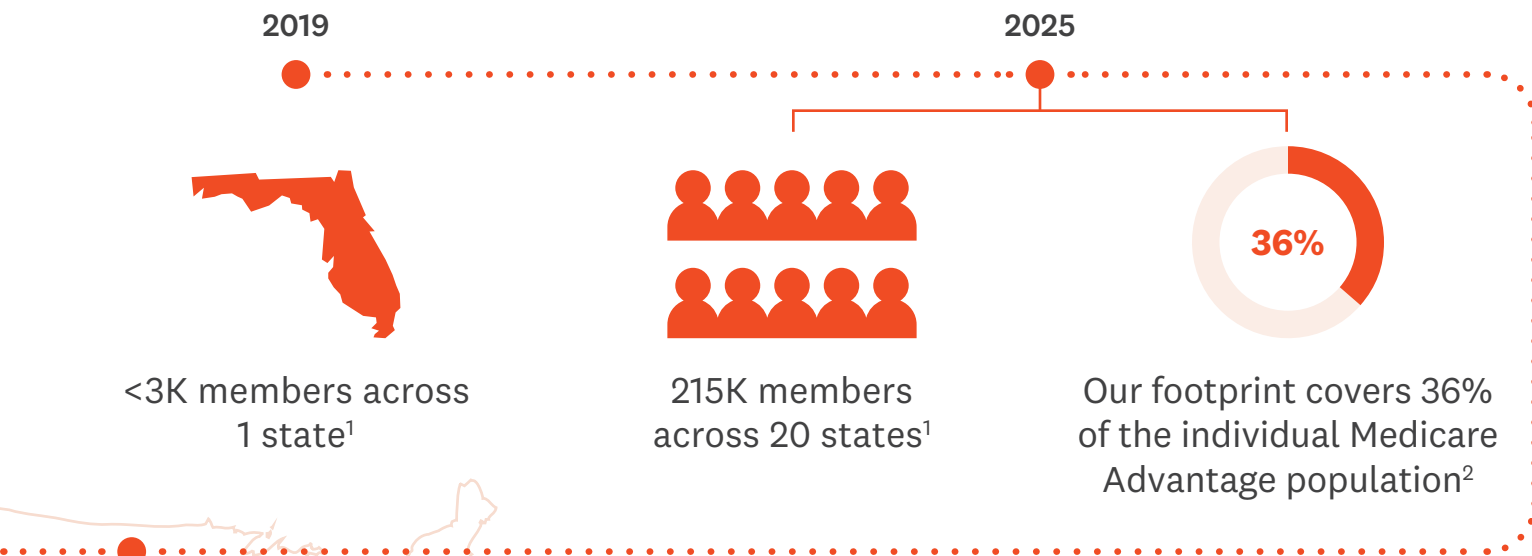 2019
2025
36%
<3K members across
1 state¹
215K members
across 20 states¹
Our footprint covers 36%
of the individual Medicare
Advantage population²